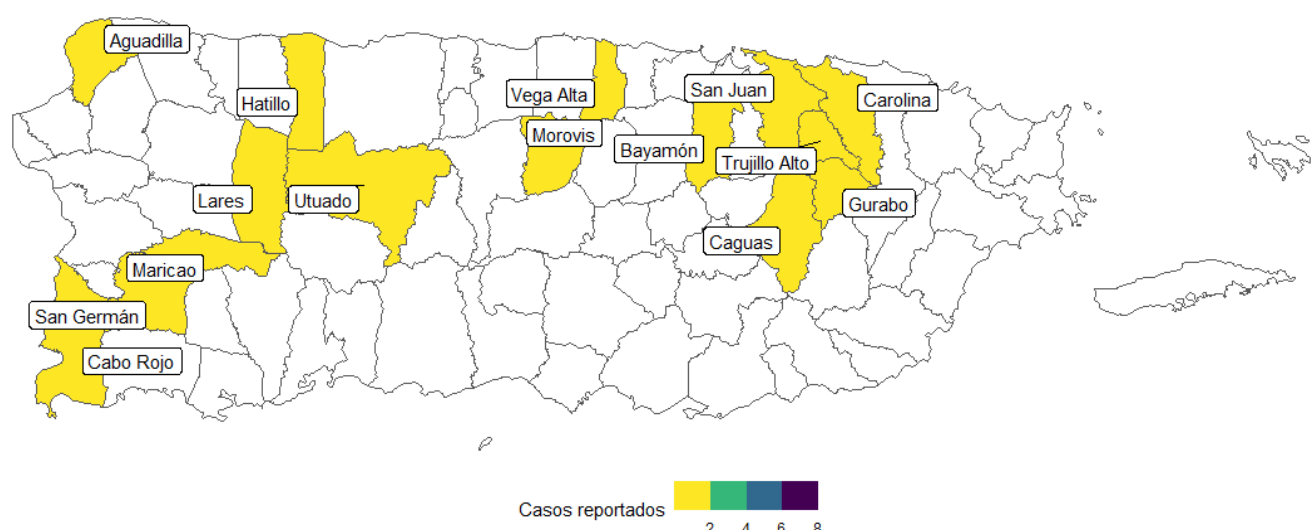 Aguadilla
Hatillo
Vega Alta
San Juan
Carolina
Morovis
Bayamón
Trujillo Alto
Lares
Utuado
Gurabo
Caguas
Maricao
San Germán
Cabo Rojo
Casos reportados
2 4 6 8